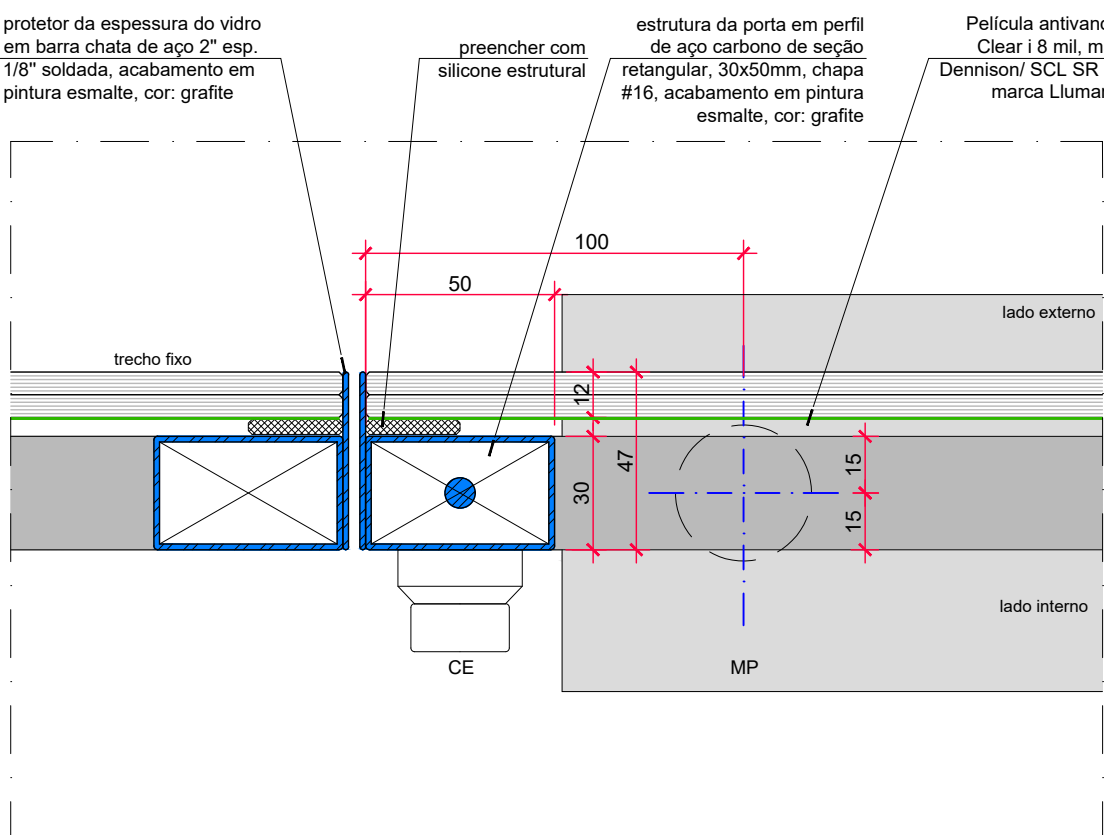 protetor da espessura do vidro
em barra chata de aço 2" esp.
1/8" soldada, acabamento em
pintura esmalte, cor: grafite
preencher com
silicone estrutural
estrutura da porta em perfil
de aço carbono de seção
retangular, 30x50mm, chapa
#16, acabamento em pintura
esmalte, cor: grafite
Película
Clear i 8 mil,
Dennison/ SCL SR
marca
100
50
lado externo
trecho fixo
12
47
30
15
15
lado interno
CE
MP